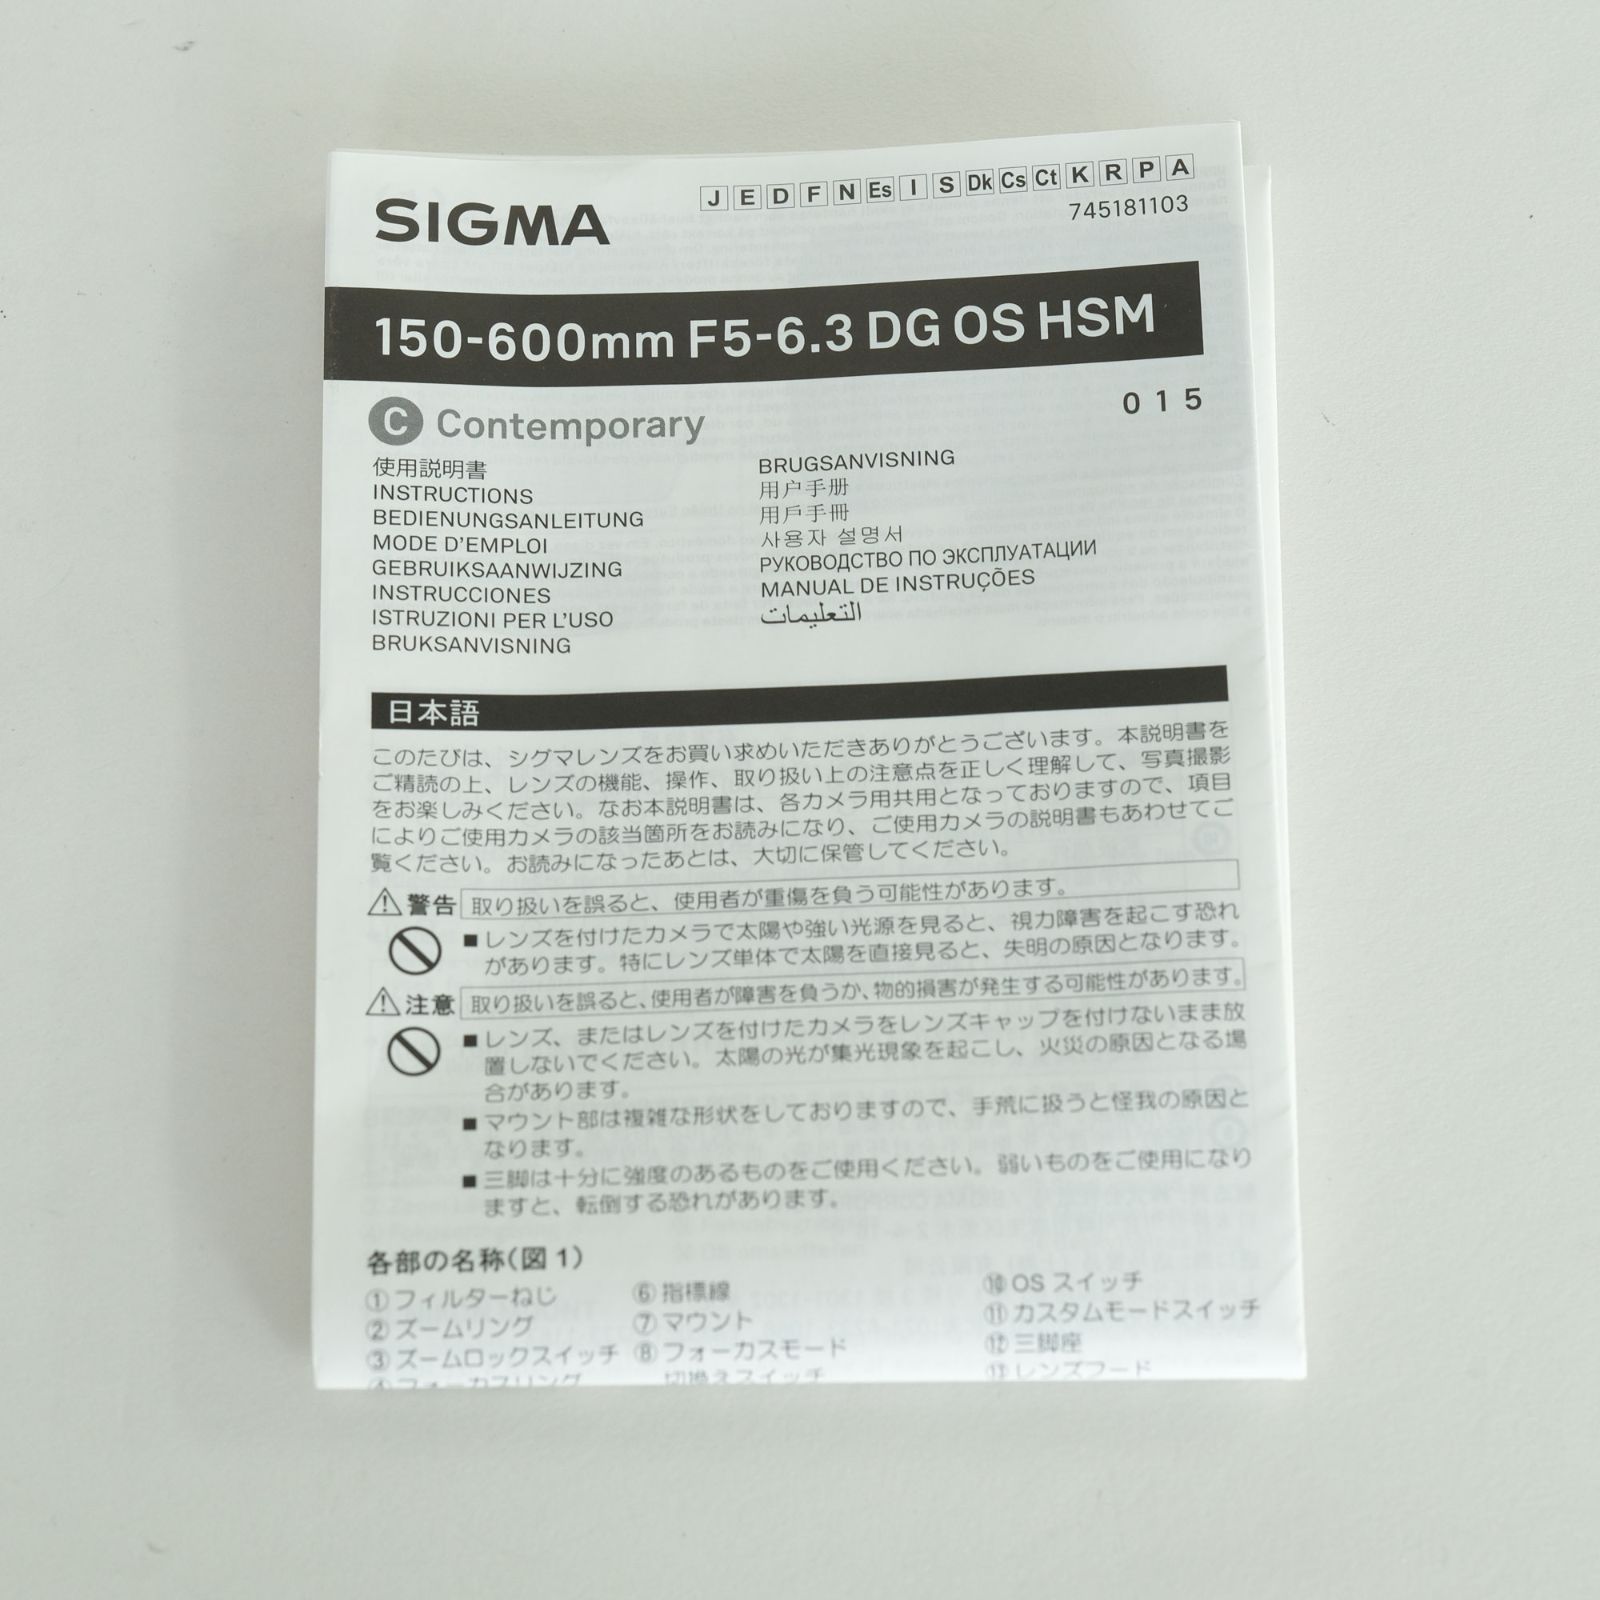 SIGMA
J E D F N Es I S Dk Cs Ct K R P A
745181103
150-600mm F5-6.3 DG OS HSM
C Contemporary
015
使用説明書
INSTRUCTIONS
BEDIENUNGSANLEITUNG
MODE D'EMPLOI
GEBRUIKSAANWIJZING
INSTRUCCIONES
ISTRUZIONI PER L'USO
BRUKSANVISNING
BRUGSANVISNING
用户手册
用戶手冊
사용자 설명서
РУКОВОДСТВО ПО ЭКСПЛУАТАЦИИ
MANUAL DE INSTRUÇÕES
التعليمات
日本語
このたびは、シグマレンズをお買い求めいただきありがとうございます。本説明書を
ご精読の上、レンズの機能、操作、取り扱い上の注意点を正しく理解して、写真撮影
をお楽しみください。なお本説明書は、各カメラ用共用となっておりますので、項目
によりご使用カメラの該当箇所をお読みになり、ご使用カメラの説明書もあわせてご
覧ください。お読みになったあとは、大切に保管してください。
警告 取り扱いを誤ると、使用者が重傷を負う可能性があります。
■レンズを付けたカメラで太陽や強い光源を見ると、視力障害を起こす恐れ
があります。特にレンズ単体で太陽を直接見ると、失明の原因となります。
注意 取り扱いを誤ると、使用者が障害を負うか、物的損害が発生する可能性があります。
■レンズ、またはレンズを付けたカメラをレンズキャップを付けないまま放
置しないでください。太陽の光が集光現象を起こし、火災の原因となる場
合があります。
■マウント部は複雑な形状をしておりますので、手荒に扱うと怪我の原因と
なります。
■三脚は十分に強度のあるものをご使用ください。弱いものをご使用になり
ますと、転倒する恐れがあります。
各部の名称(図1)
①フィルターねじ
②ズームリング
③ズームロックスイッチ
④フォーカスリング
⑥指標線
⑦マウント
⑧フォーカスモード
切換えスイッチ
⑩OS スイッチ
⑪カスタムモードスイッチ
⑫三脚座
⑬レンズフード